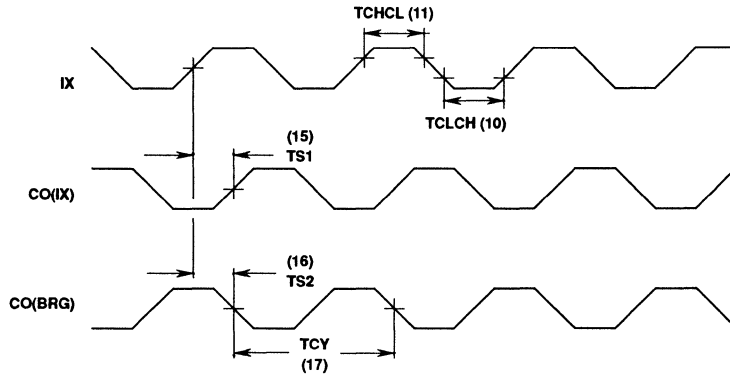 TCHCL (11)
IX
TCLCH (10)
(15)
TS1
CO(IX)
(16)
TS2
CO(BRG)
TCY
(17)